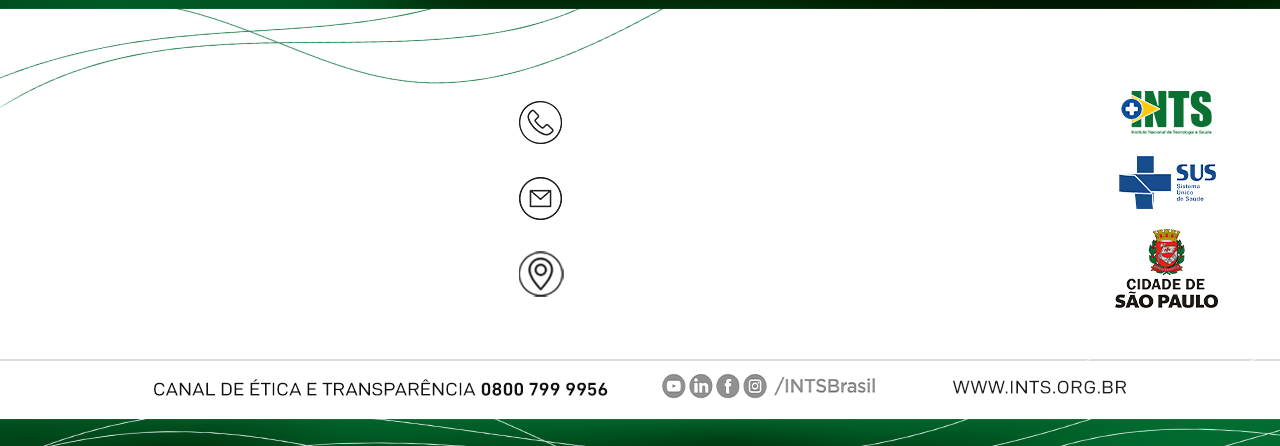 INTS
Instituto Nacional de Tecnologia e Saúde
SUS
Sistema
Único
de Saúde
CIDADE DE
SÃO PAULO
CANAL DE ÉTICA E TRANSPARÊNCIA 0800 799 9956
/INTSBrasil
WWW.INTS.ORG.BR